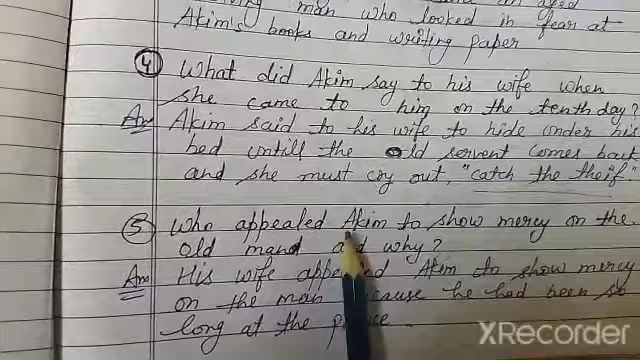 man who looked in fear at
Akim's books and writing paper
④ What did Akim say to his wife when
she came to him on the tenth day?
Ans Akim said to his wife to hide under his
bed untill the old servent comes back
and she must cry out, "catch the theif".
⑤ Who appealed Akim to show mercy on the
old man and why?
Ans His wife appealed Akim to show mercy
on the man because he had been so
long at the palace.
XRecorder